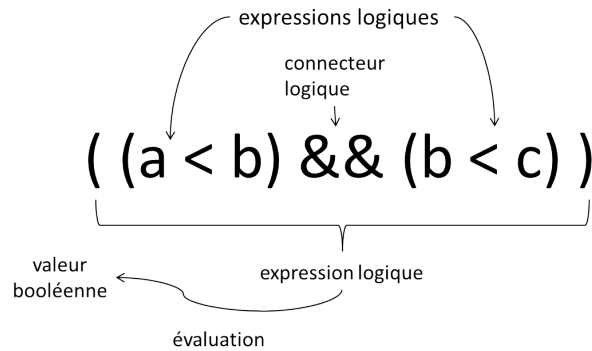 expressions logiques
connecteur
logique
( (a < b) && (b < c) )
valeur
booléenne
expression logique
évaluation